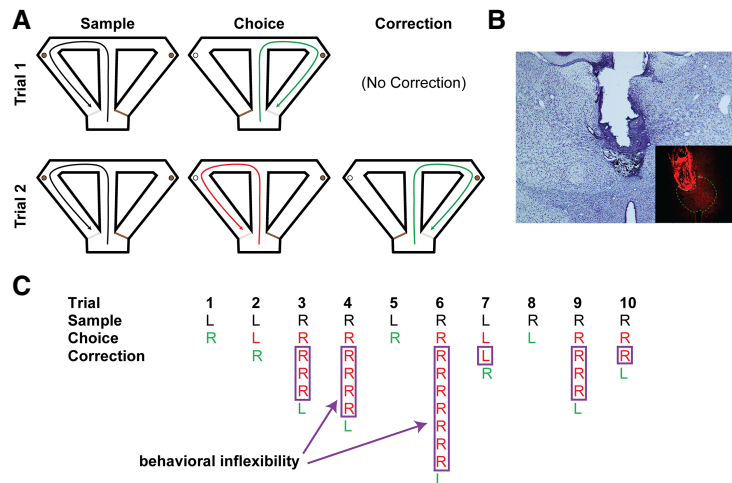 A
Sample Choice Correction
Trial 1
(No Correction)
Trial 2
B
C
Trial 1 2 3 4 5 6 7 8 9 10
Sample L L R R L R L R R R
Choice R L R R R R L L R R
Correction R R R R L R R
R R R R R L
R R R R
L R R L
L R
R
behavioral inflexibility R
L